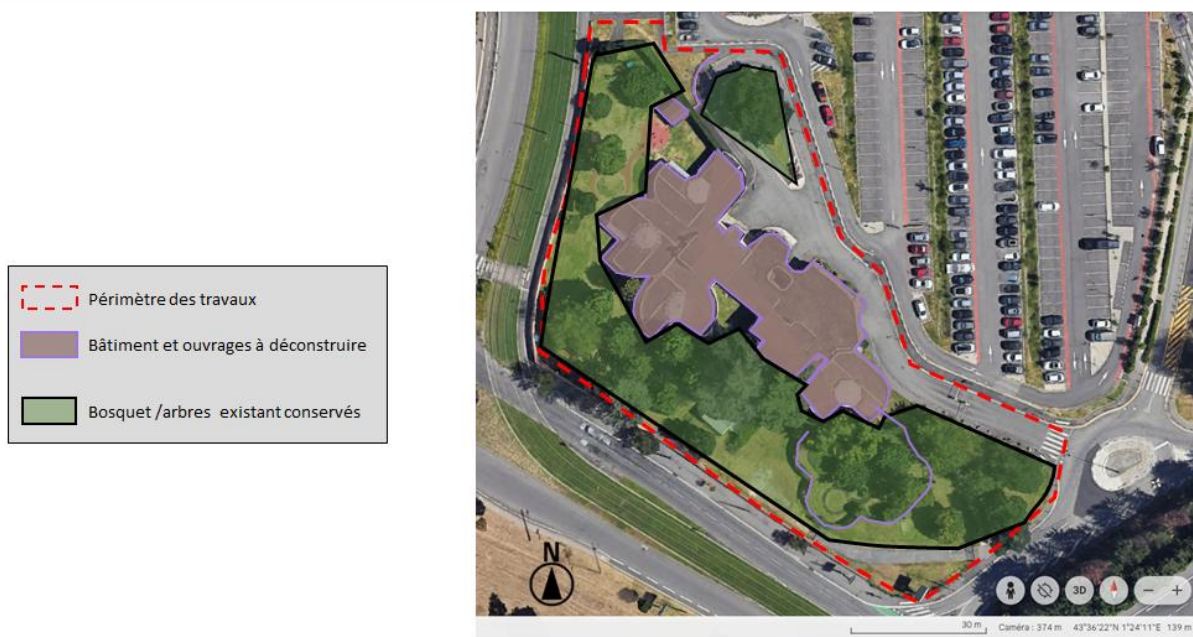 Périmètre des travaux
Bâtiment et ouvrages à déconstruire
Bosquet /arbres existant conservés
N
3D
30 m
Caméra : 374 m 43°36'22"N 1°24'11"E 139 m